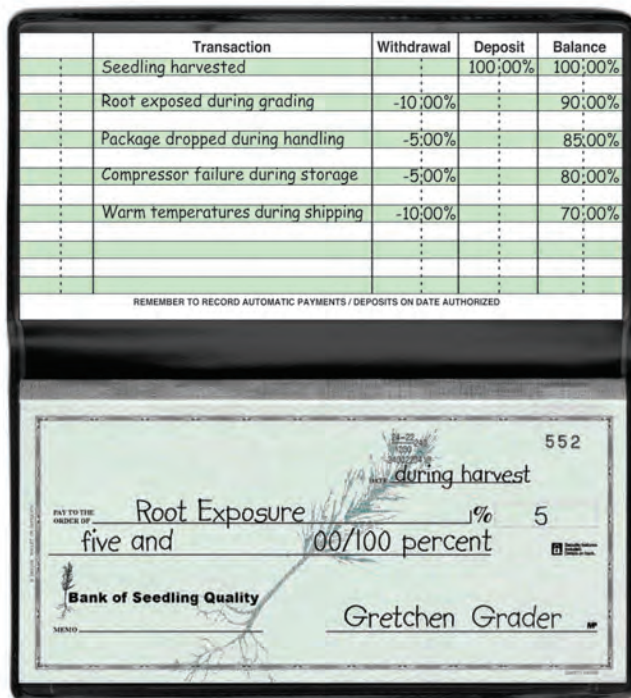 Transaction Withdrawal Deposit Balance
Seedling harvested 100 00% 100 00%
Root exposed during grading -10 00% 90 00%
Package dropped during handling -5 00% 85 00%
Compressor failure during storage -5 00% 80 00%
Warm temperatures during shipping -10 00% 70 00%
REMEMBER TO RECORD AUTOMATIC PAYMENTS / DEPOSITS ON DATE AUTHORIZED
552
DATE during harvest
PAY TO THE
ORDER OF Root Exposure % 5
five and 00/100 percent
Bank of Seedling Quality
MEMO Gretchen Grader MP